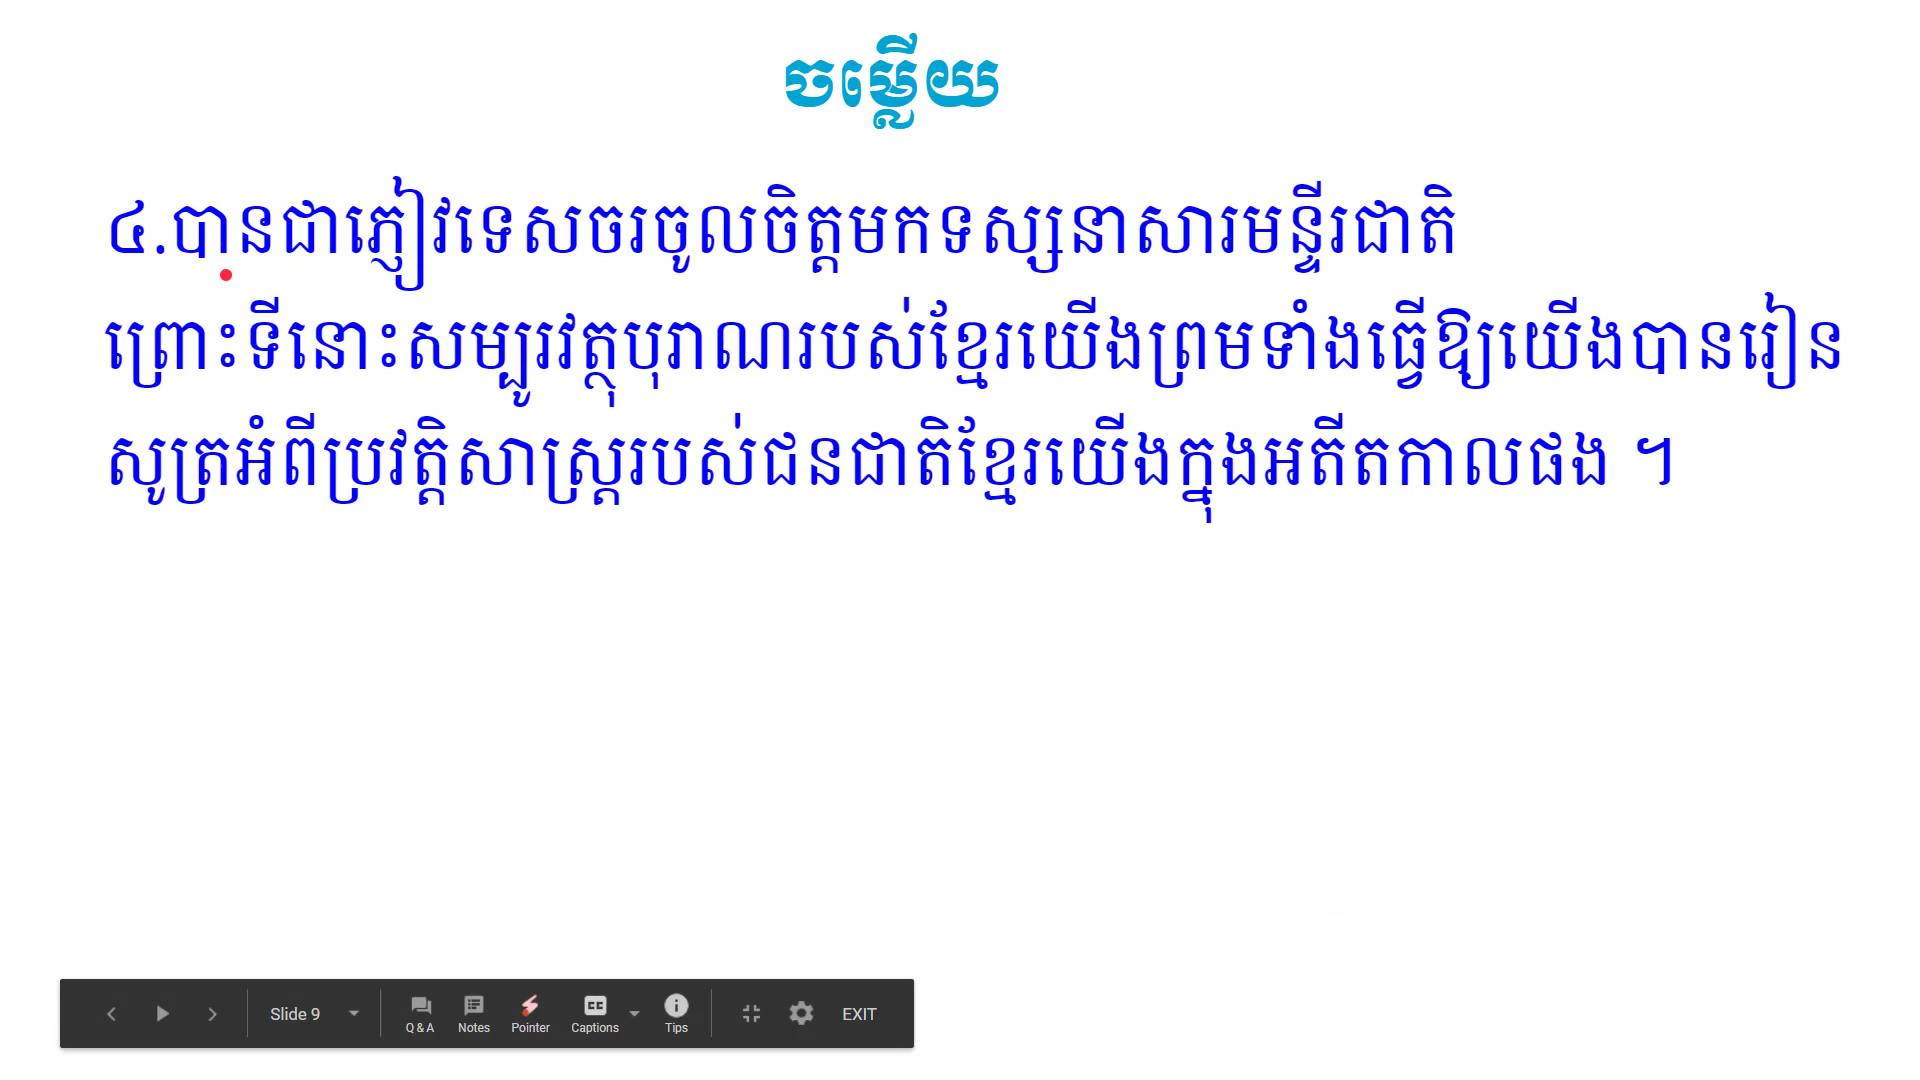 ចម្លើយ
៤.បានជាភ្ញៀវទេសចរចូលចិត្តមកទស្សនាសារមន្ទីរជាតិ
ព្រោះទីនោះសម្បូរវត្ថុបុរាណរបស់ខ្មែរយើងព្រមទាំងធ្វើឱ្យយើងបានរៀន
សូត្រអំពីប្រវត្តិសាស្ត្ររបស់ជនជាតិខ្មែរយើងក្នុងអតីតកាលផង ។
Slide 9 Q & A Notes Pointer Captions Tips EXIT